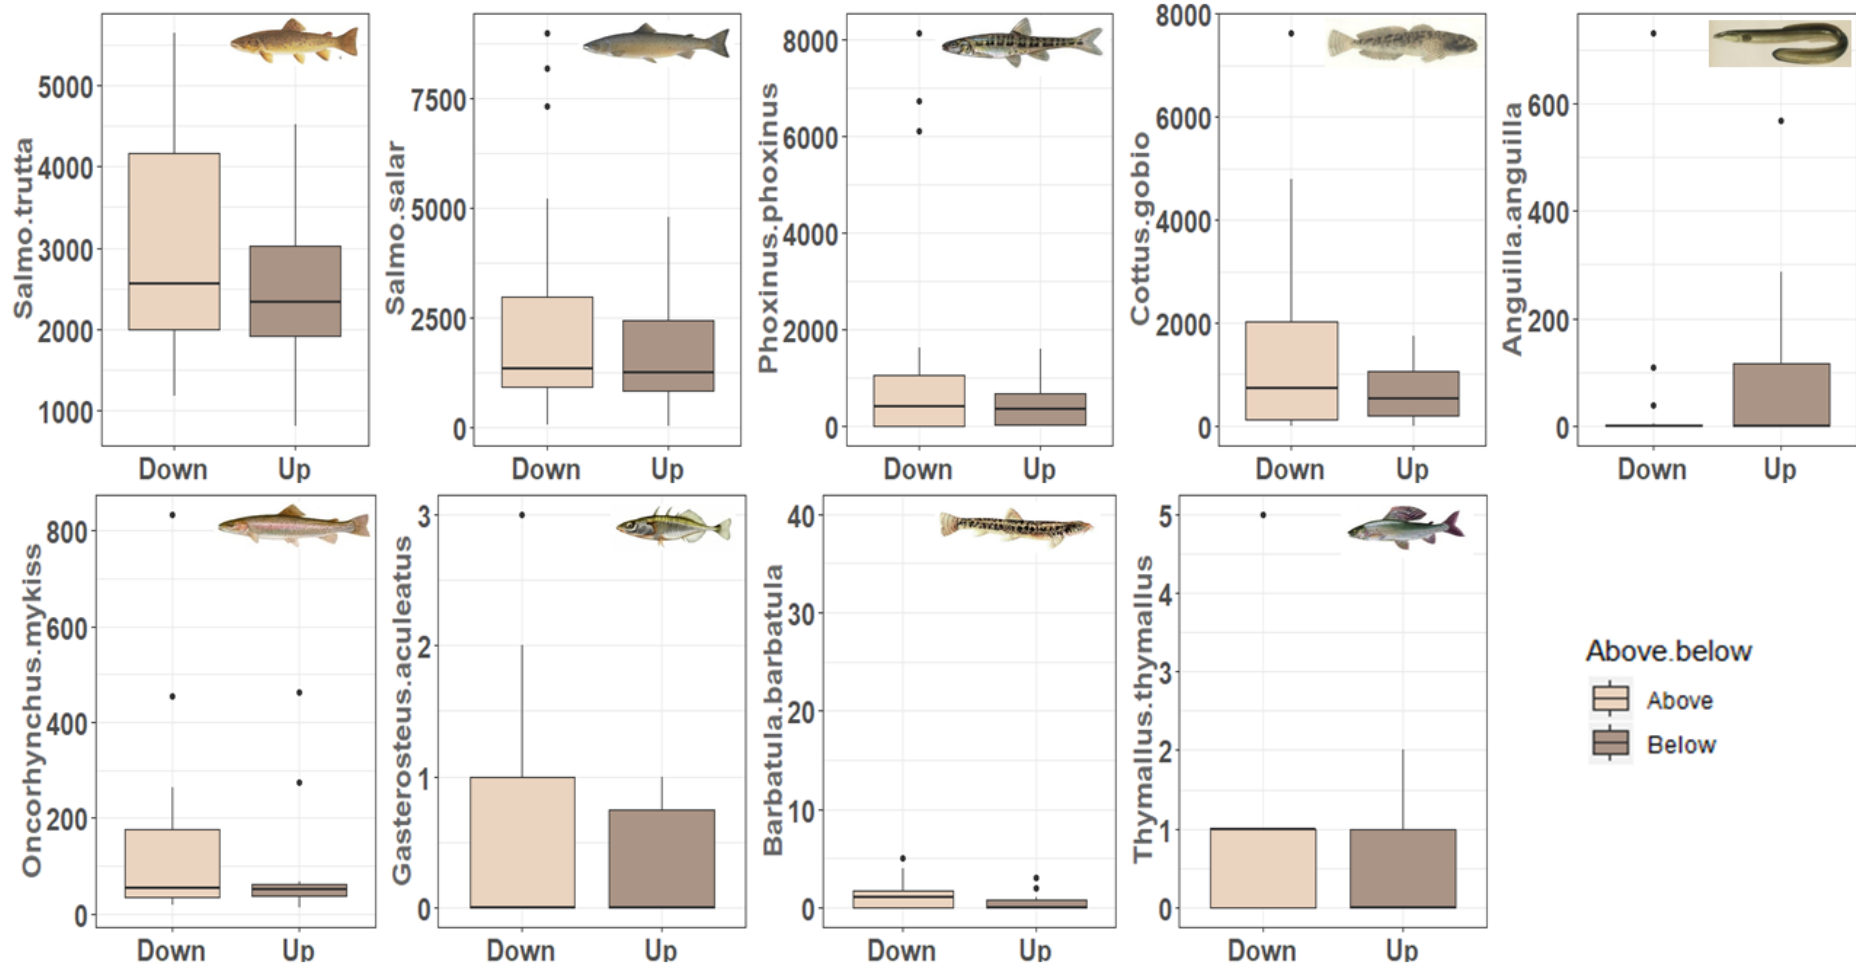 Salmo.trutta
5000
4000
3000
2000
1000
Down Up
Salmo.salar
7500
5000
2500
0
Down Up
Phoxinus.phoxinus
8000
6000
4000
2000
0
Down Up
Cottus.gobio
8000
6000
4000
2000
0
Down Up
Anguilla.anguilla
600
400
200
0
Down Up
Oncorhynchus.mykiss
800
600
400
200
0
Down Up
Gasterosteus.aculeatus
3
2
1
0
Down Up
Barbatula.barbatula
40
30
20
10
0
Down Up
Thymallus.thymallus
5
4
3
2
1
0
Down Up
Above.below
Above
Below